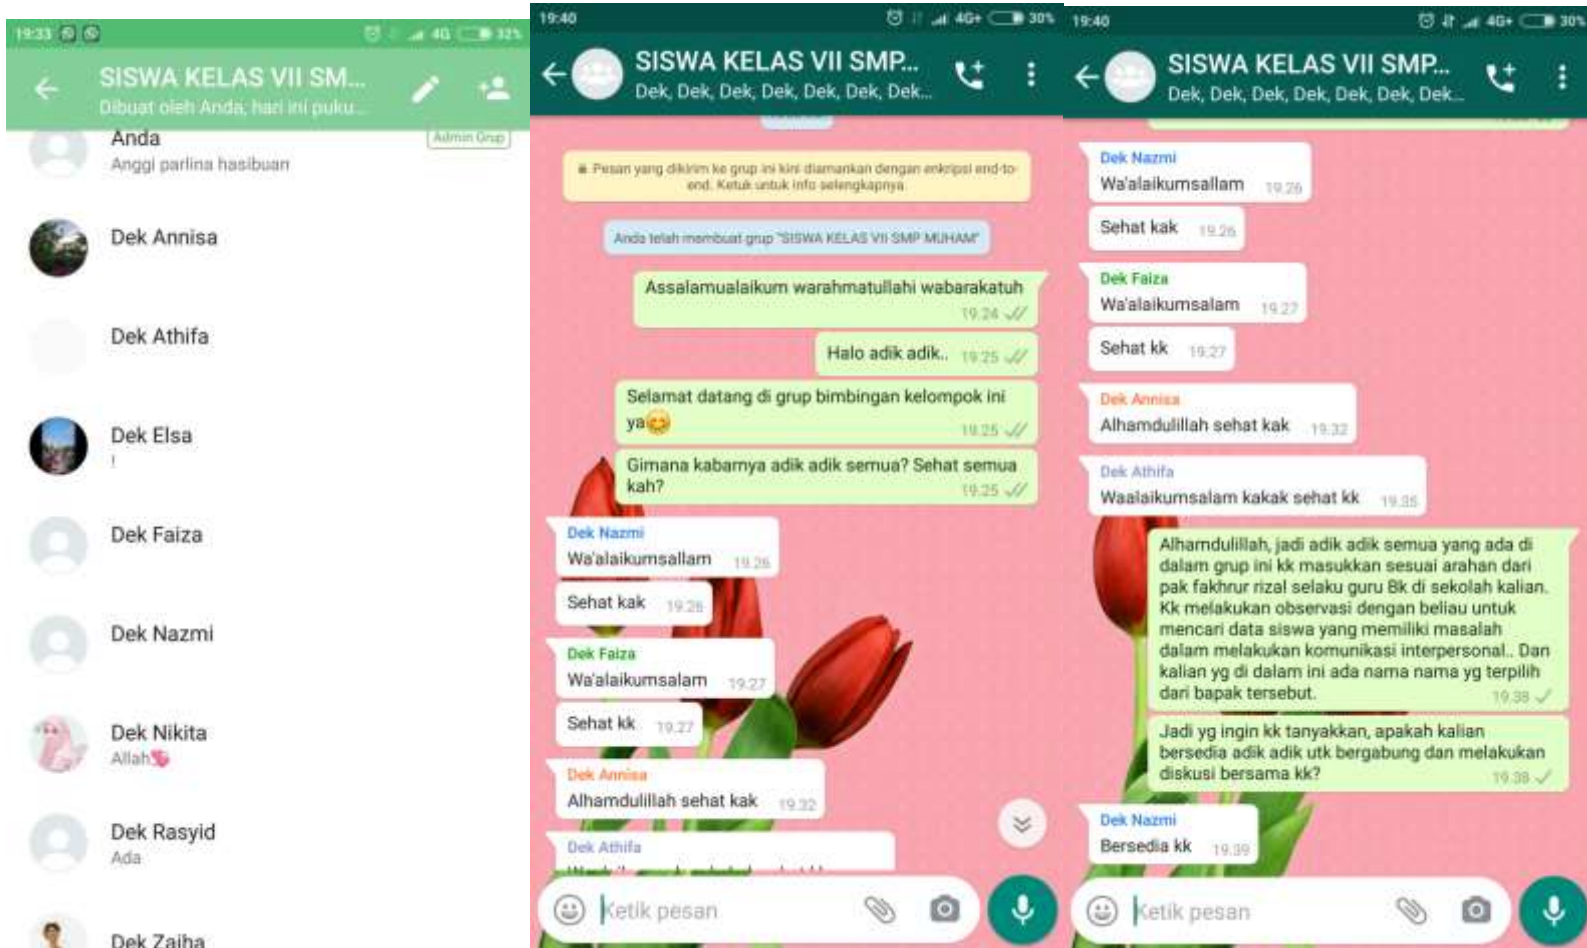 19:33
4G
32%
SISWA KELAS VII SM...
Dibuat oleh Anda, hari ini puku...
Anda
Admin Grup
Anggi parlina hasibuan
Dek Annisa
Dek Athifa
Dek Elsa
!
Dek Faiza
Dek Nazmi
Dek Nikita
Allah
Dek Rasyid
Ada
Dek Zaiba
19:40
4G+
30%
SISWA KELAS VII SMP...
Dek, Dek, Dek, Dek, Dek, Dek, Dek...
Pesan yang dikirim ke grup ini kini diamankan dengan enkripsi end-to-
end. Ketuk untuk info selengkapnya.
Anda telah membuat grup "SISWA KELAS VII SMP MUHAM"
Assalamualaikum warahmatullahi wabarakatuh
19.24
Halo adik adik.. 19.25
Selamat datang di grup bimbingan kelompok ini
ya😊
19.25
Gimana kabarnya adik adik semua? Sehat semua
kah?
19.25
Dek Nazmi
Wa'alaikumsallam 19.26
Sehat kak 19.26
Dek Faiza
Wa'alaikumsalam 19.27
Sehat kk 19.27
Dek Annisa
Alhamdulillah sehat kak 19.32
Dek Athifa
Ketik pesan
19:40
4G+
30%
SISWA KELAS VII SMP...
Dek, Dek, Dek, Dek, Dek, Dek, Dek...
Dek Nazmi
Wa'alaikumsallam 19.26
Sehat kak 19.26
Dek Faiza
Wa'alaikumsalam 19.27
Sehat kk 19.27
Dek Annisa
Alhamdulillah sehat kak 19.32
Dek Athifa
Waalaikumsalam kakak sehat kk 19.35
Alhamdulillah, jadi adik adik semua yang ada di
dalam grup ini kk masukkan sesuai arahan dari
pak fakhrur rizal selaku guru Bk di sekolah kalian.
Kk melakukan observasi dengan beliau untuk
mencari data siswa yang memiliki masalah
dalam melakukan komunikasi interpersonal.. Dan
kalian yg di dalam ini ada nama nama yg terpilih
dari bapak tersebut.
19.38
Jadi yg ingin kk tanyakkan, apakah kalian
bersedia adik adik utk bergabung dan melakukan
diskusi bersama kk?
19.38
Dek Nazmi
Bersedia kk 19.39
Ketik pesan